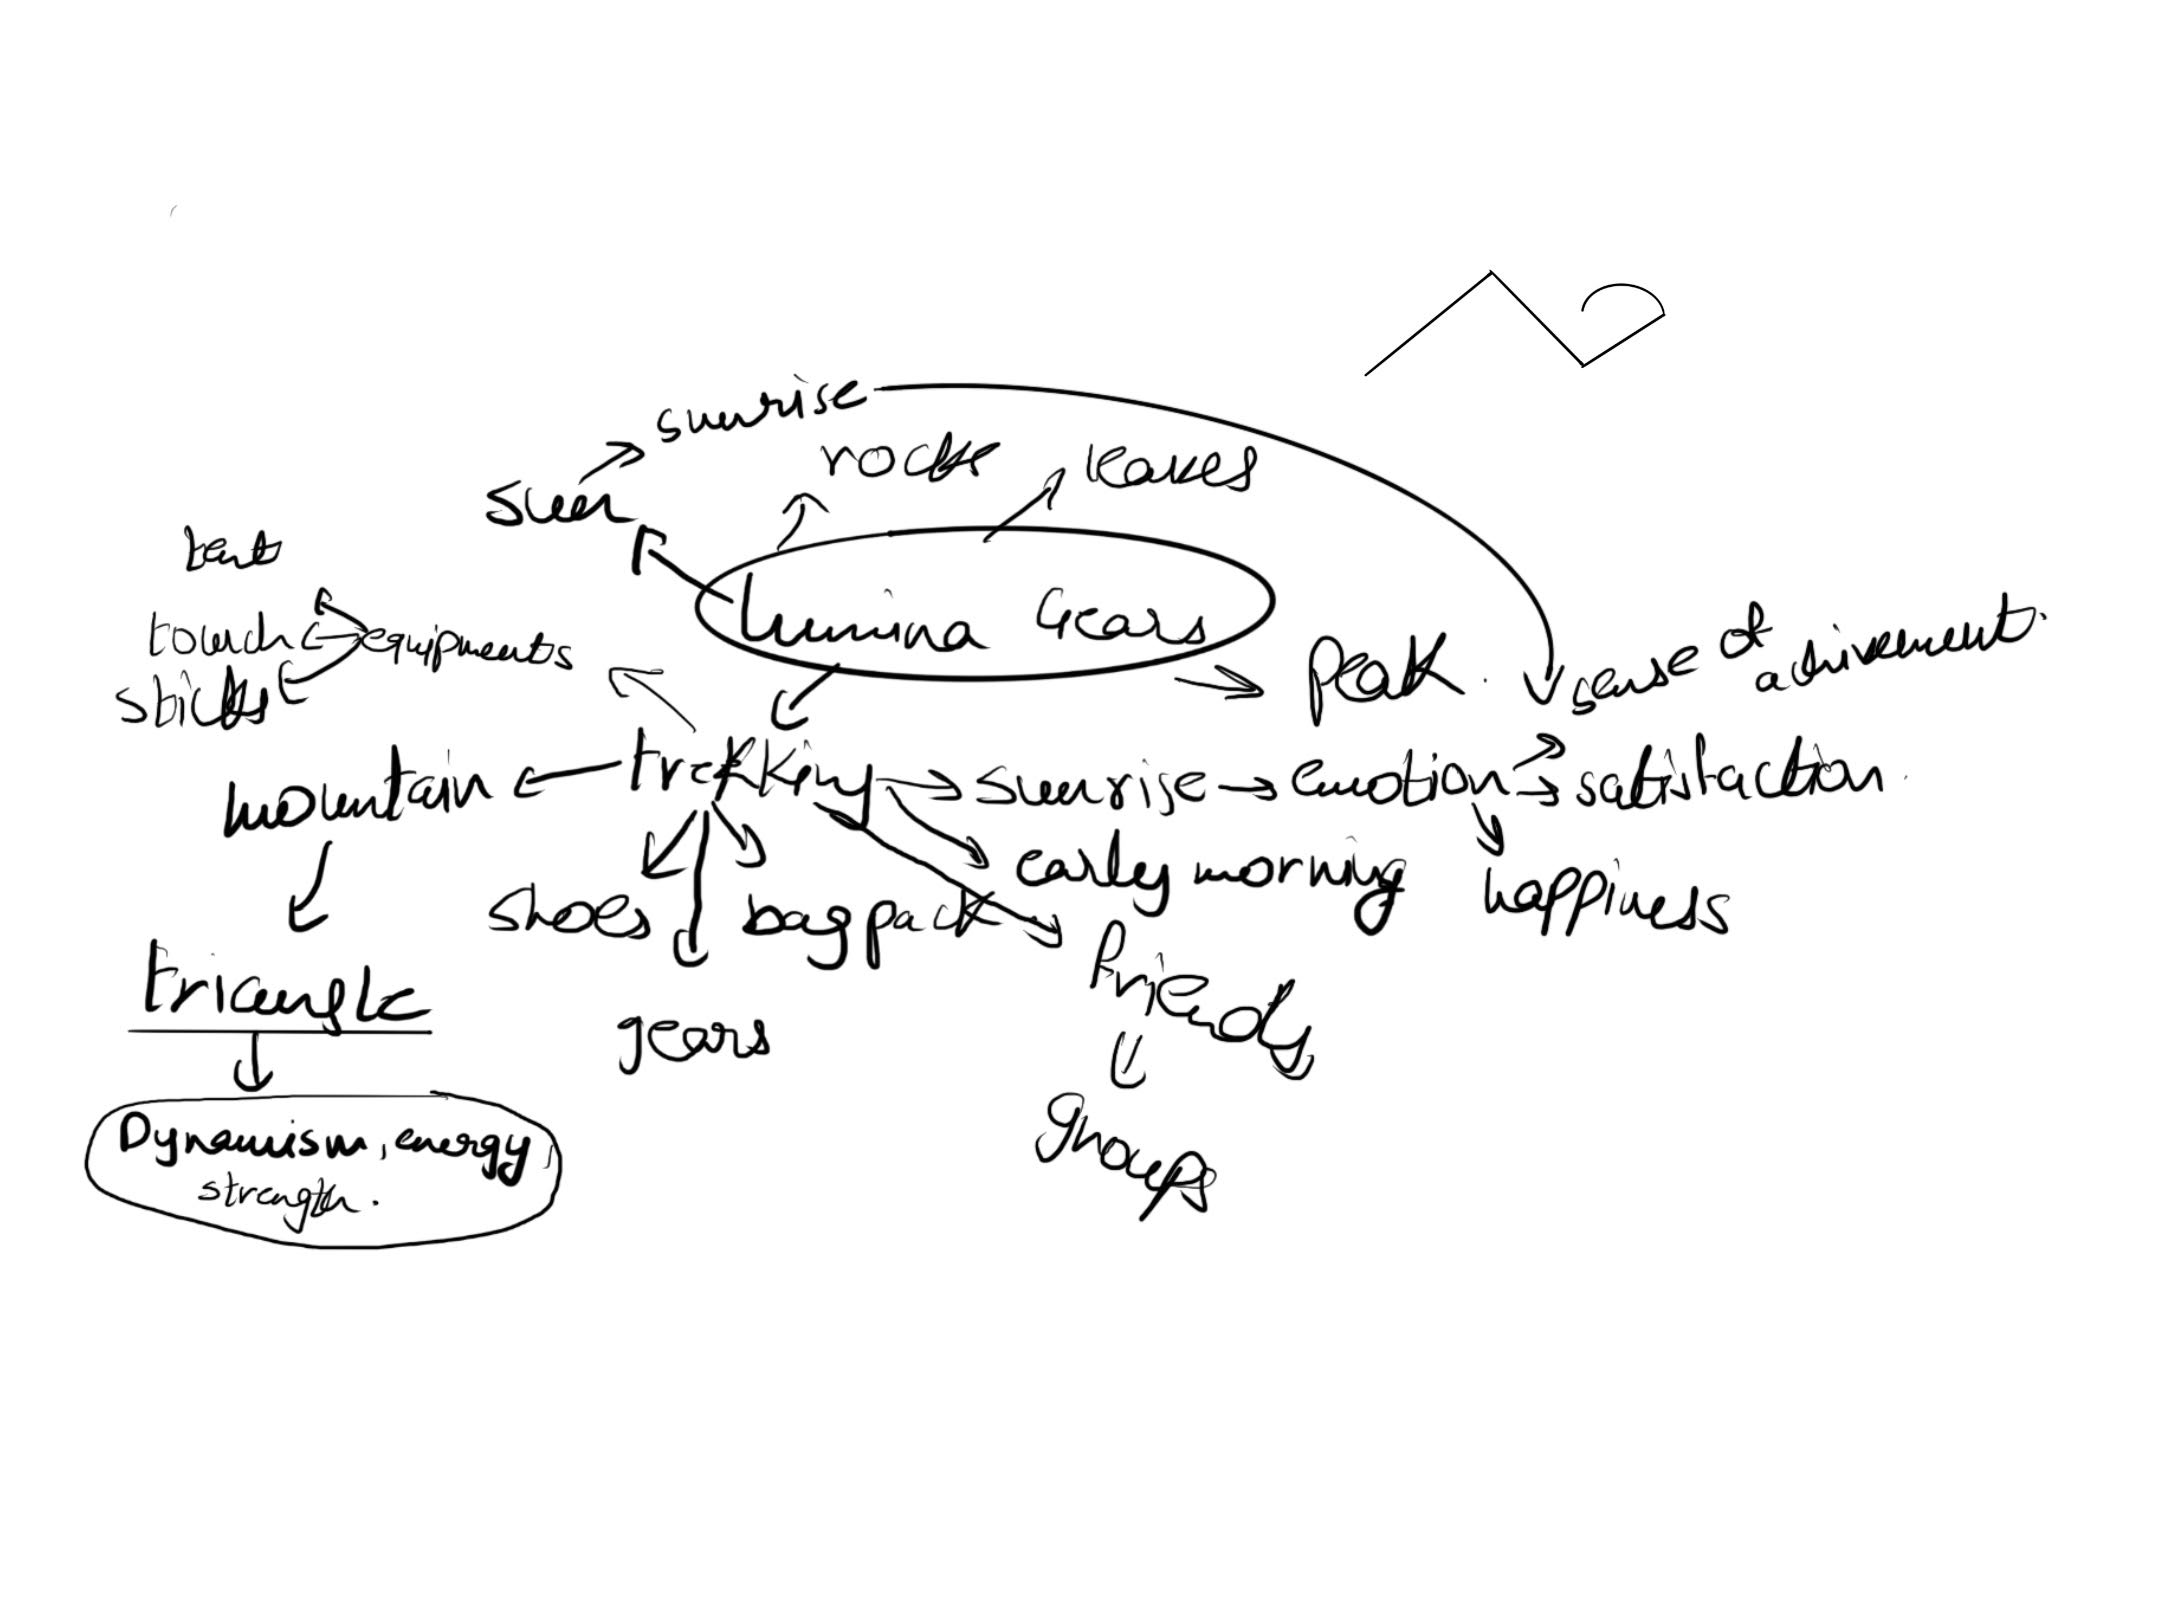 sunrise
rocks
leaves
sun
tent
Lumina Gears
touch
equipments
sticks
Peak.
sense of
achivement.
mountain
trekking
sunrise
emotion
satisfaction.
early morning
happiness
shoes
bagpack
friends
triangle
gears
groups
Dynamism, energy,
strength.